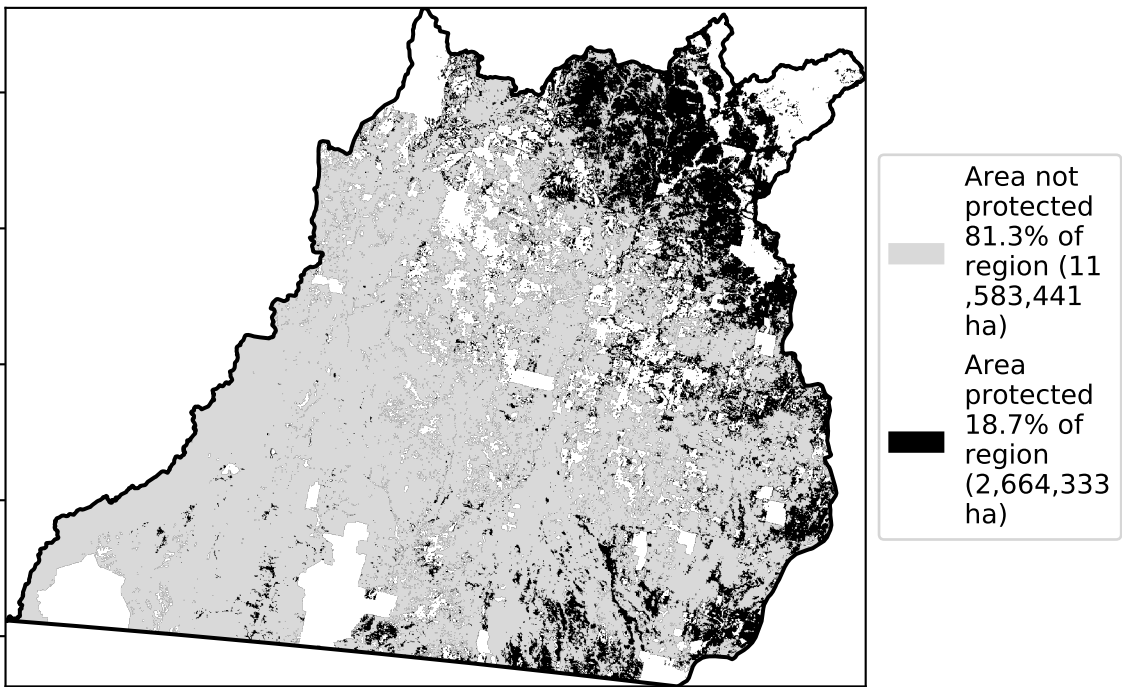 Area not
protected
81.3% of
region (11
,583,441
ha)
Area
protected
18.7% of
region
(2,664,333
ha)